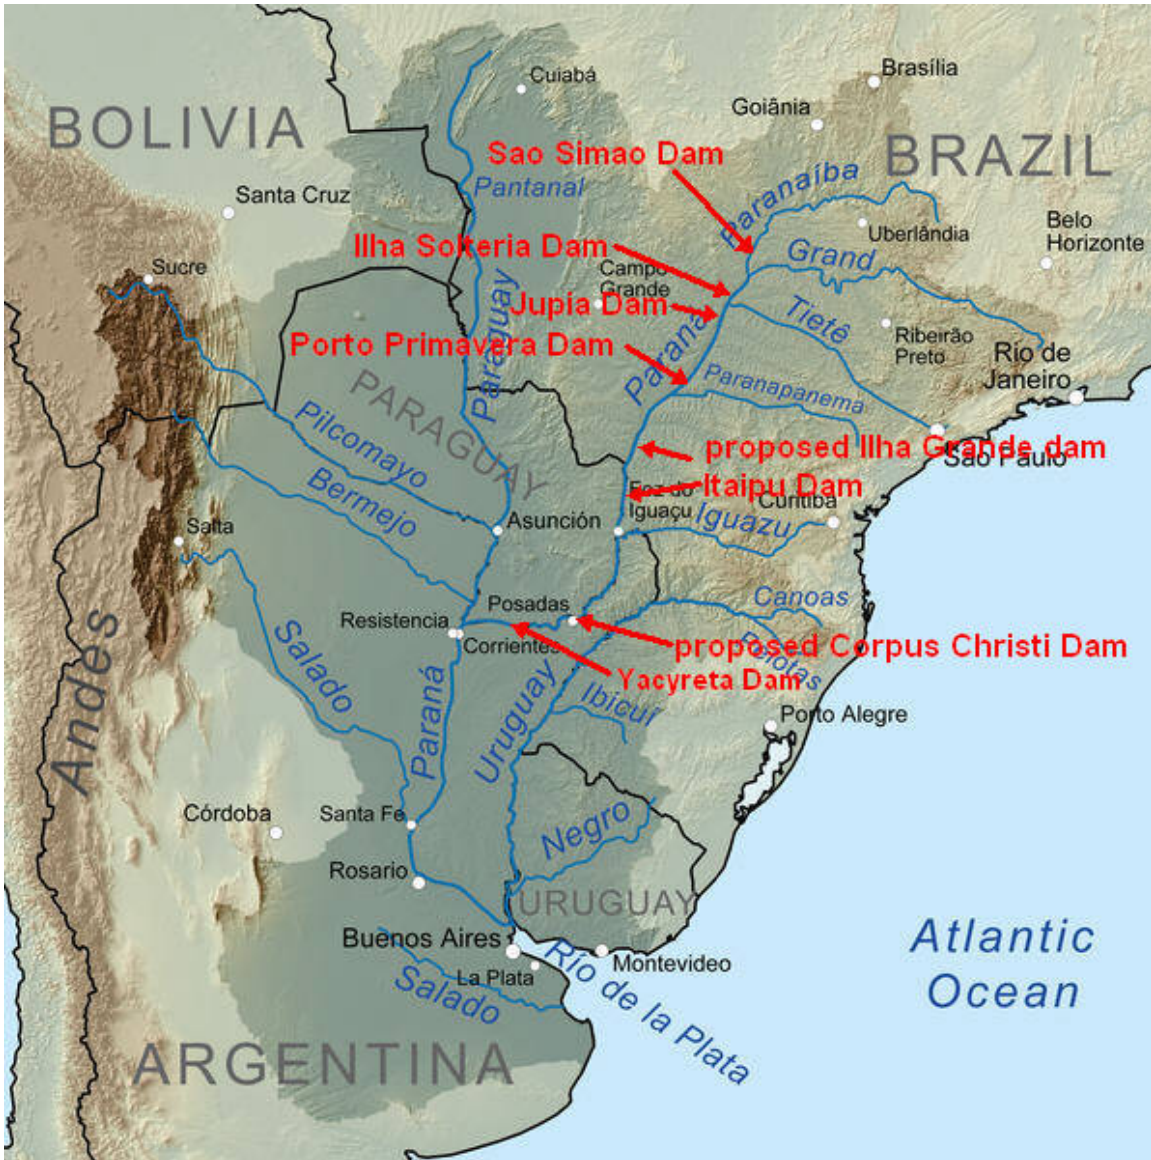 Cuiabá
Brasília
Goiânia
BOLIVIA
BRAZIL
Sao Simao Dam
Pantanal
Paranaíba
Santa Cruz
Uberlândia
Belo
Horizonte
Ilha Solteria Dam
Grand
Sucre
Campo
Grande
Paraguay
Jupia Dam
Tietê
Ribeirão
Preto
Porto Primavera Dam
Paraná
Rio de
Janeiro
PARAGUAY
Paranapanema
Pilcomayo
proposed Ilha Grande dam
São Paulo
Bermejo
Itaipu Dam
Foz do
Iguaçu
Curitiba
Iguazu
Asunción
Salta
Posadas
Canoas
Resistencia
Corrientes
proposed Corpus Christi Dam
Pelotas
Salado
Yacyreta Dam
Andes
Paraná
Uruguay
Ibicuí
Porto Alegre
Córdoba
Santa Fe
Negro
Rosario
URUGUAY
Buenos Aires
Atlantic
Ocean
La Plata
Montevideo
Salado
Río de la Plata
ARGENTINA